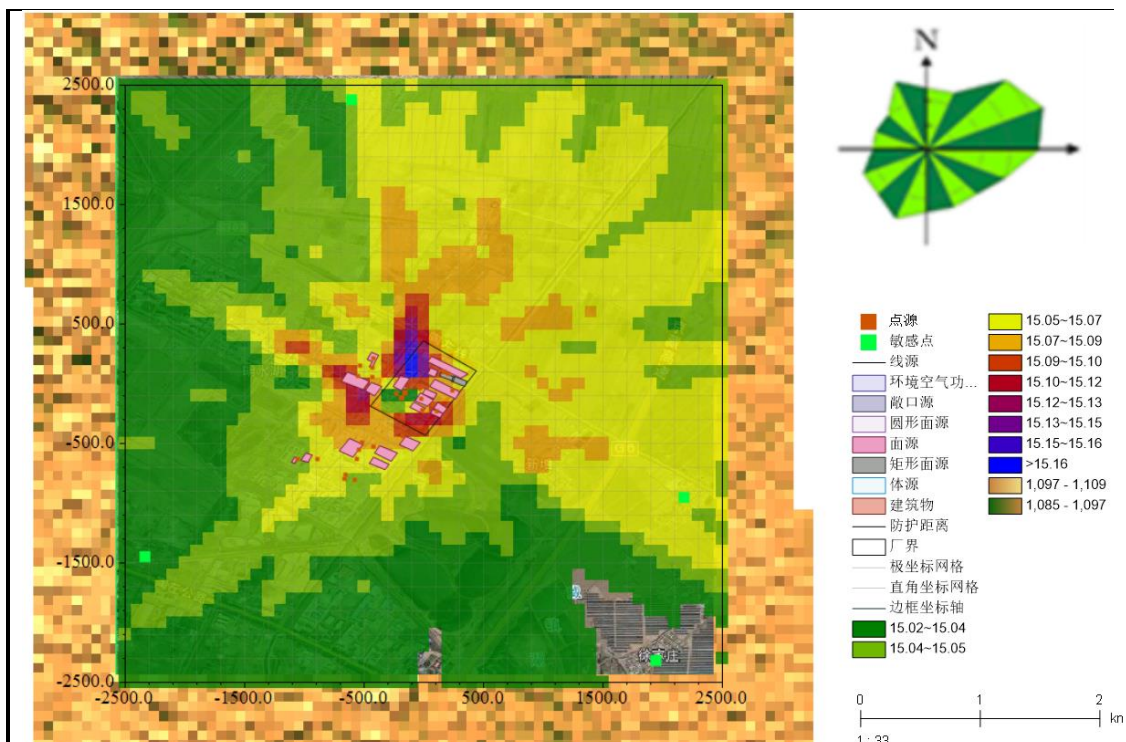 N
2500.0
1500.0
500.0
-500.0
-1500.0
-2500.0
-2500.0
-1500.0
-500.0
500.0
1500.0
2500.0
徐家庄
点源
敏感点
线源
环境空气功...
敞口源
圆形面源
面源
矩形面源
体源
建筑物
防护距离
厂界
极坐标网格
直角坐标网格
边框坐标轴
15.02~15.04
15.04~15.05
15.05~15.07
15.07~15.09
15.09~15.10
15.10~15.12
15.12~15.13
15.13~15.15
15.15~15.16
>15.16
1,097 - 1,109
1,085 - 1,097
0 1 2
km
1 : 33